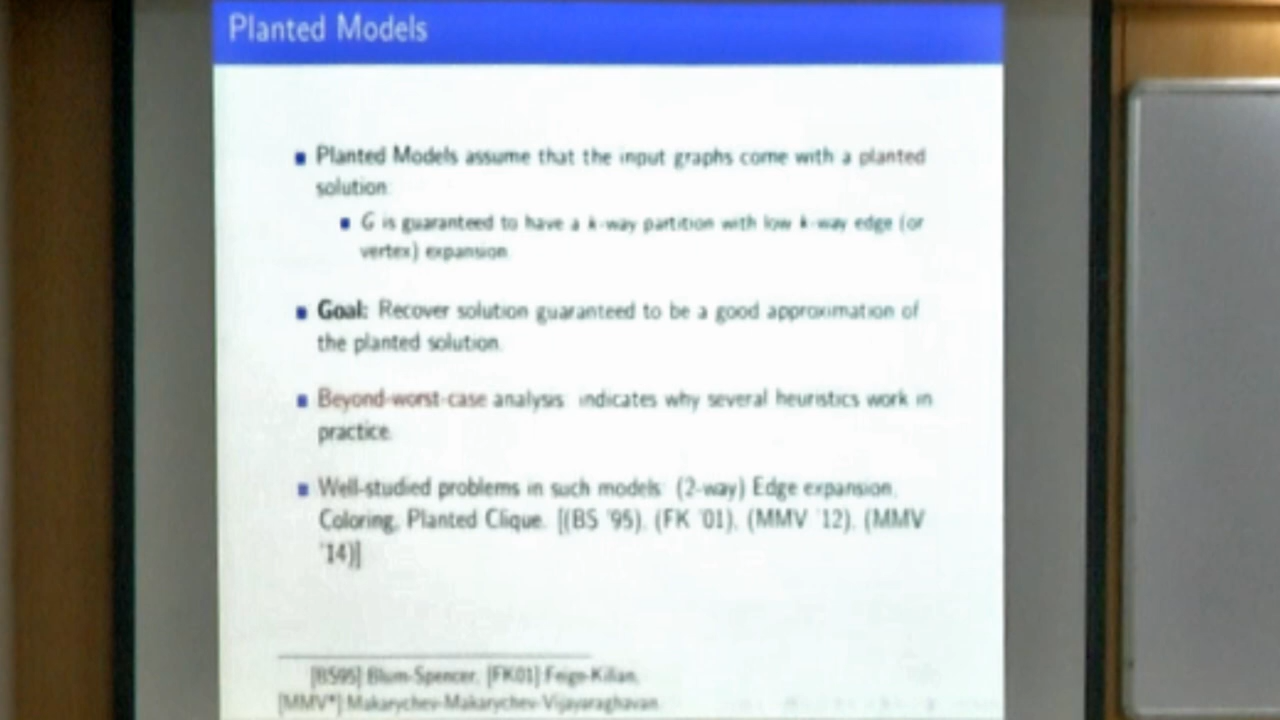 Planted Models
Planted Models assume that the input graphs come with a planted
solution:
G is guaranteed to have a k-way partition with low k-way edge (or
vertex) expansion.
Goal: Recover solution guaranteed to be a good approximation of
the planted solution.
Beyond-worst-case analysis: indicates why several heuristics work in
practice.
Well-studied problems in such models: (2-way) Edge expansion,
Coloring, Planted Clique. [(BS '95), (FK '01), (MMV '12), (MMV
'14)]
[BS95] Blum-Spencer, [FK01] Feige-Kilian,
[MMV*] Makarychev-Makarychev-Vijayaraghavan